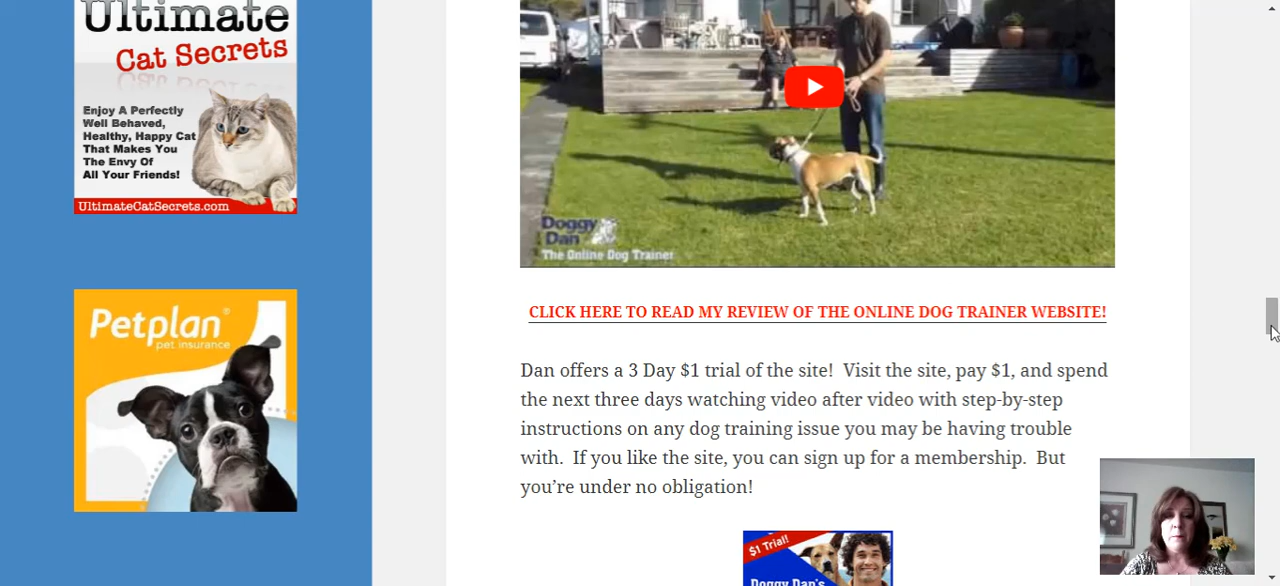 Ultimate
Cat Secrets
Enjoy A Perfectly
Well Behaved,
Healthy, Happy Cat
That Makes You
The Envy Of
All Your Friends!
UltimateCatSecrets.com
Petplan®
pet insurance
Doggy
Dan
The Online Dog Trainer
CLICK HERE TO READ MY REVIEW OF THE ONLINE DOG TRAINER WEBSITE!
Dan offers a 3 Day $1 trial of the site!  Visit the site, pay $1, and spend
the next three days watching video after video with step-by-step
instructions on any dog training issue you may be having trouble
with.  If you like the site, you can sign up for a membership.  But
you’re under no obligation!
$1 Trial!
Doggy Dan's